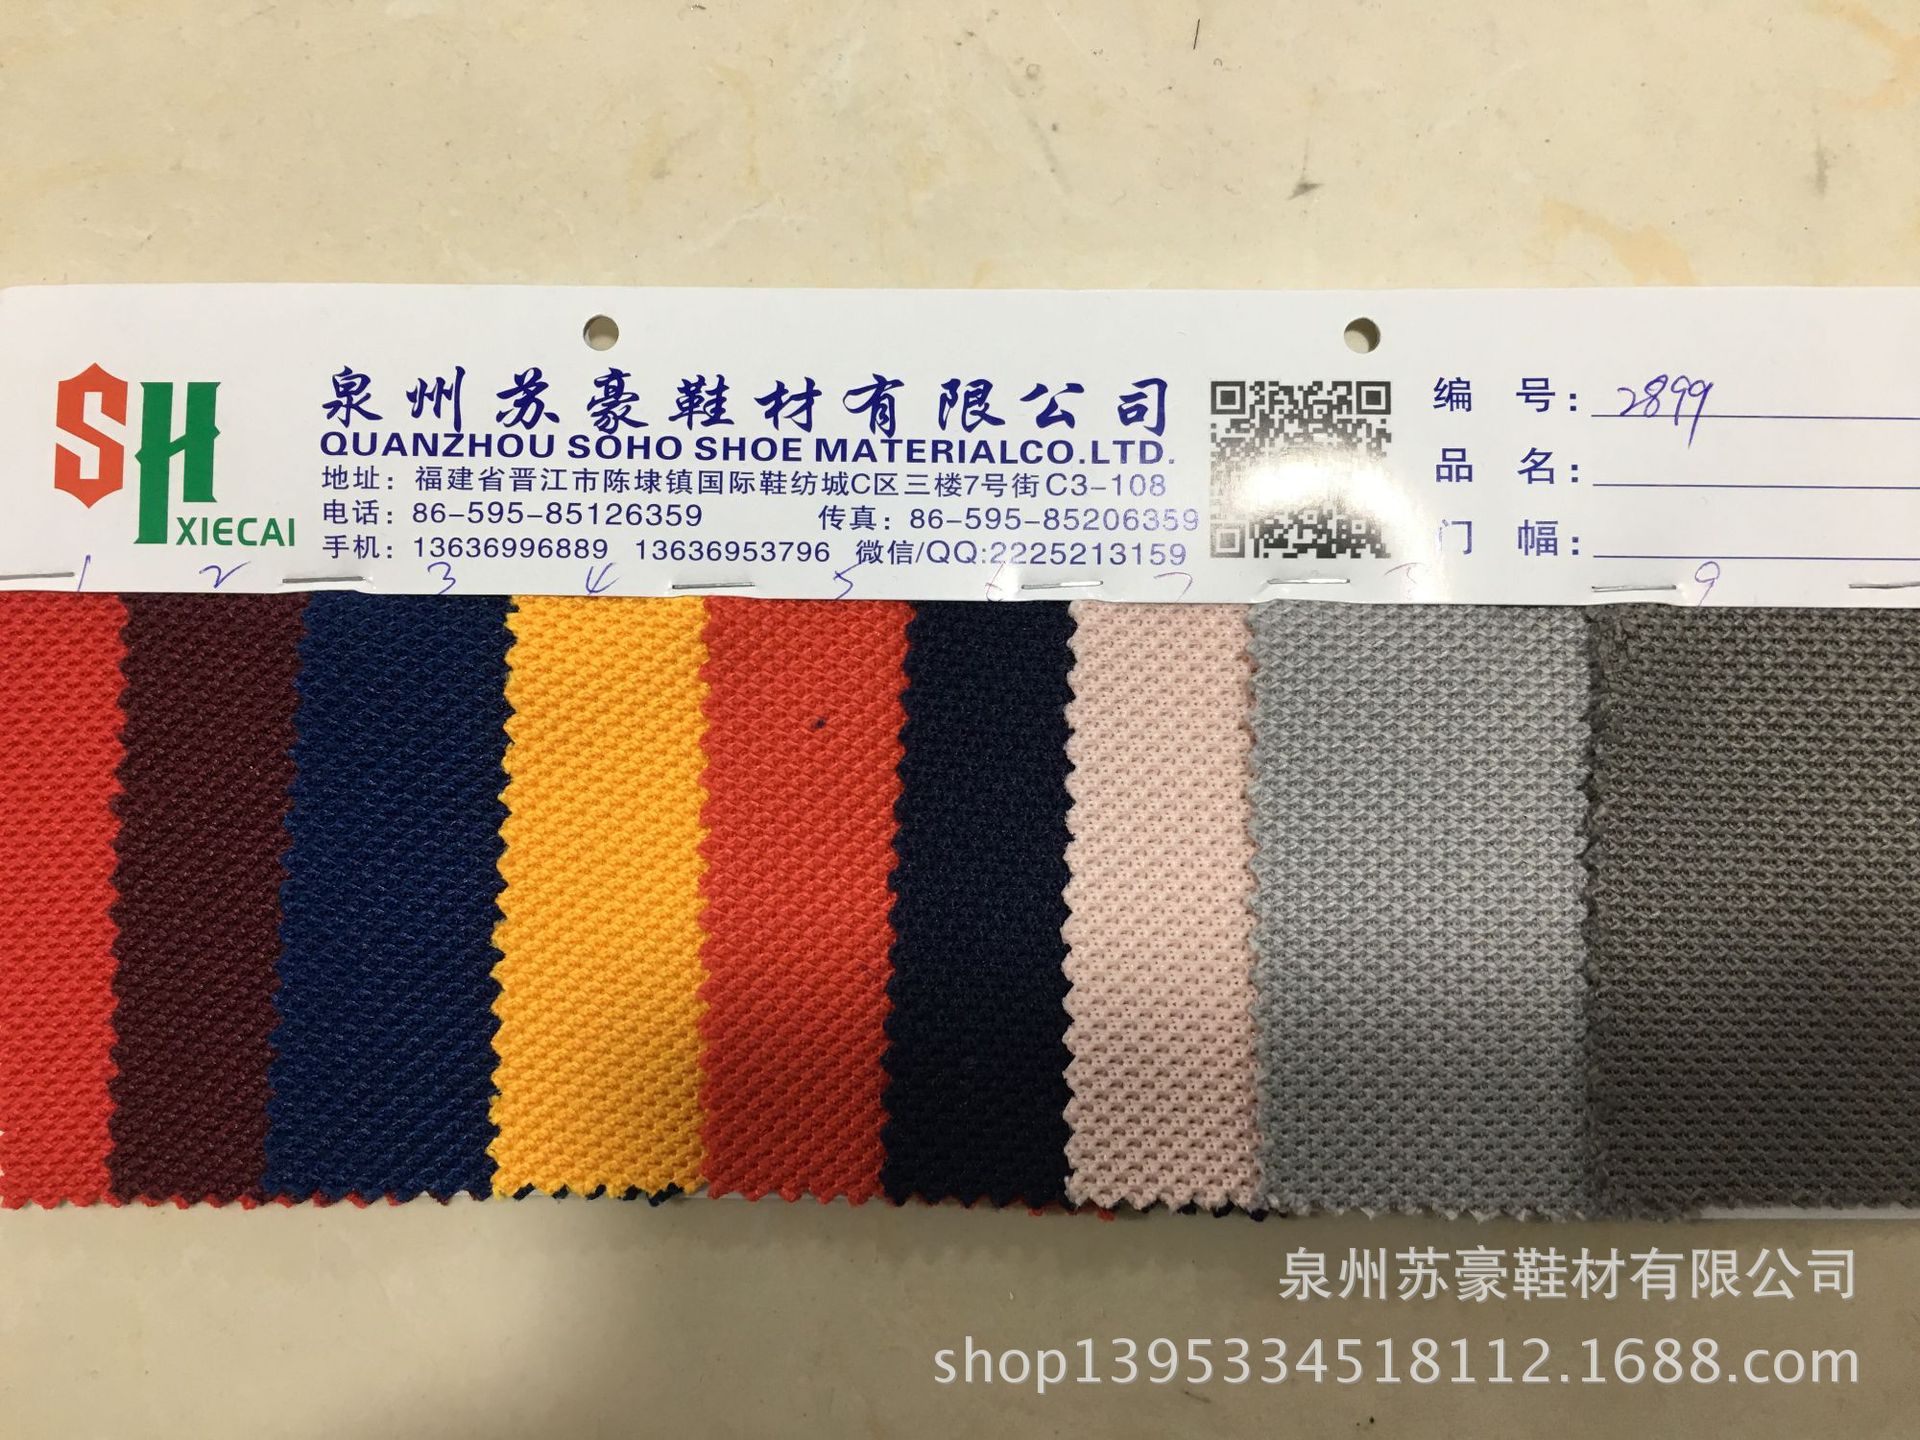 SH
XIECAI
泉州苏豪鞋材有限公司
QUANZHOU SOHO SHOE MATERIALCO.LTD.
地址：福建省晋江市陈埭镇国际鞋纺城C区三楼7号街C3-108
电话：86-595-85126359 传真：86-595-85206359
手机：13636996889 13636953796 微信/QQ:2225213159
编 号：2899
品 名：
门 幅：
1 2 3 4 5 6 7 8 9
泉州苏豪鞋材有限公司
shop1395334518112.1688.com